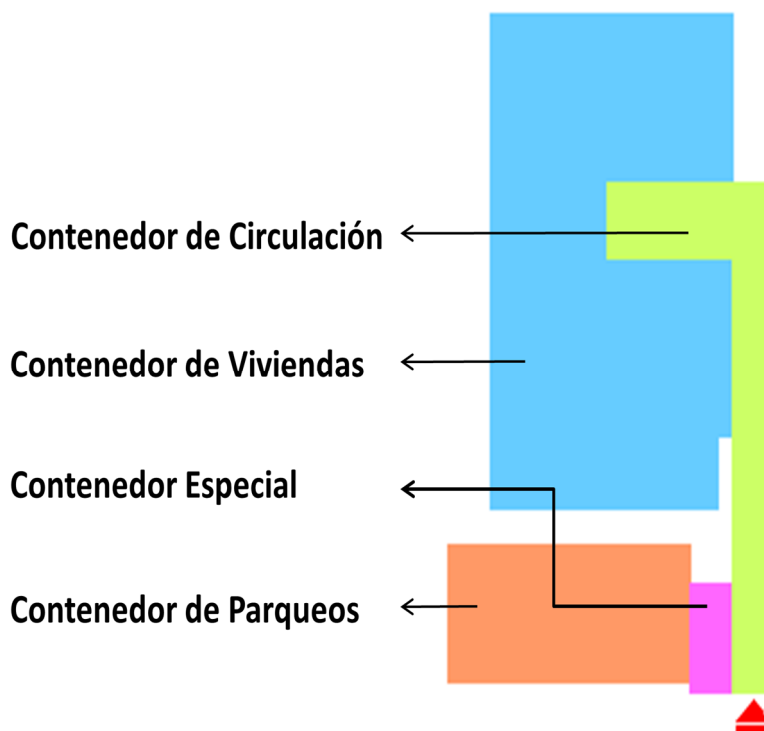 Contenedor de Circulación
Contenedor de Viviendas
Contenedor Especial
Contenedor de Parqueos